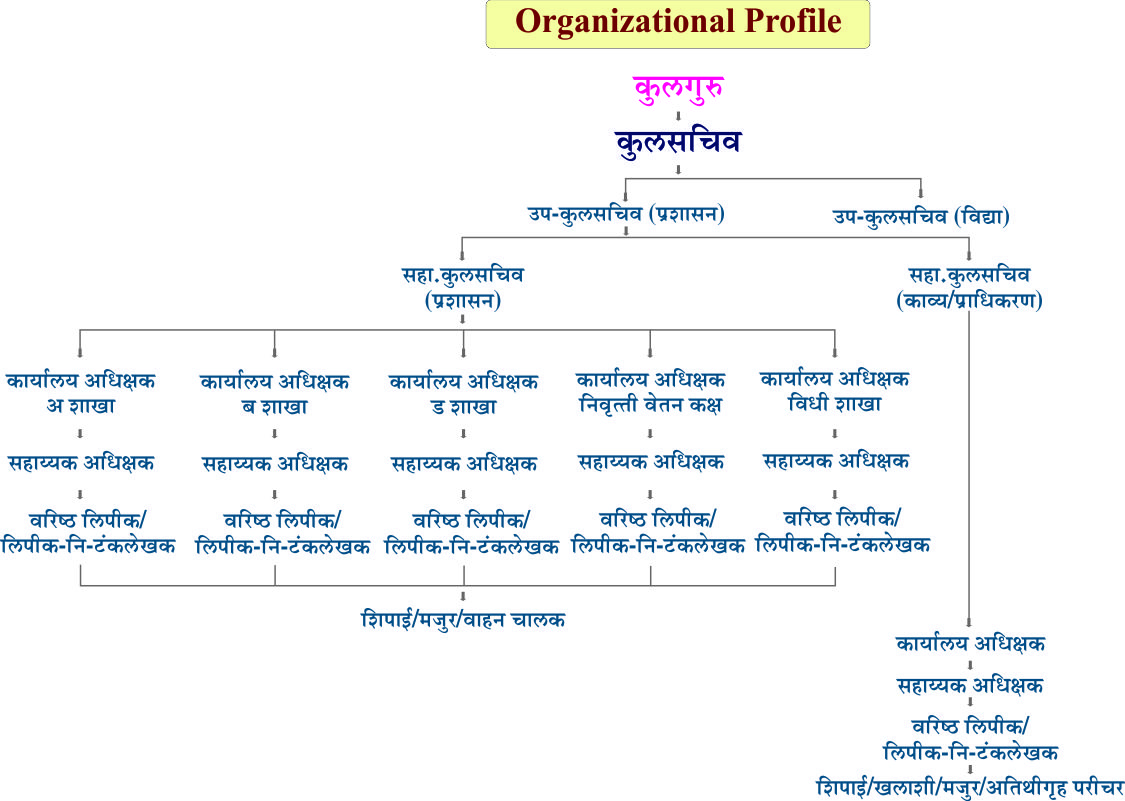 Organizational Profile
कुलगुरु
कुलसचिव
उप-कुलसचिव (प्रशासन)
उप-कुलसचिव (विद्या)
सहा.कुलसचिव
(प्रशासन)
सहा.कुलसचिव
(काव्य/प्राधिकरण)
कार्यालय अधिक्षक
अ शाखा
कार्यालय अधिक्षक
ब शाखा
कार्यालय अधिक्षक
ड शाखा
कार्यालय अधिक्षक
निवृत्ती वेतन कक्ष
कार्यालय अधिक्षक
विधी शाखा
सहाय्यक अधिक्षक
सहाय्यक अधिक्षक
सहाय्यक अधिक्षक
सहाय्यक अधिक्षक
सहाय्यक अधिक्षक
वरिष्ठ लिपीक/
लिपीक-नि-टंकलेखक
वरिष्ठ लिपीक/
लिपीक-नि-टंकलेखक
वरिष्ठ लिपीक/
लिपीक-नि-टंकलेखक
वरिष्ठ लिपीक/
लिपीक-नि-टंकलेखक
वरिष्ठ लिपीक/
लिपीक-नि-टंकलेखक
शिपाई/मजुर/वाहन चालक
कार्यालय अधिक्षक
सहाय्यक अधिक्षक
वरिष्ठ लिपीक/
लिपीक-नि-टंकलेखक
शिपाई/खलाशी/मजुर/अतिथीगृह परीचर